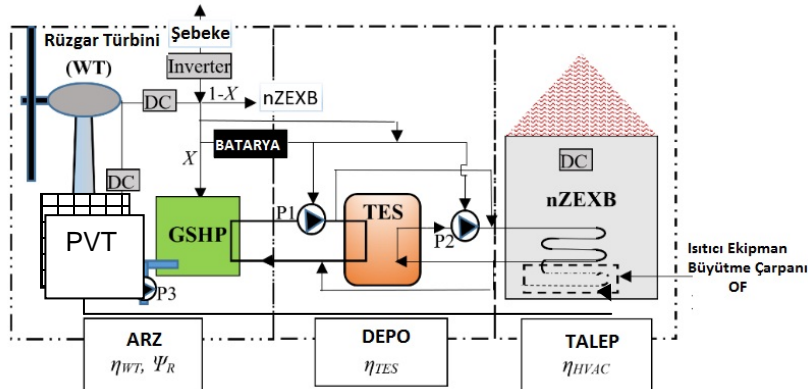 Rüzgar Türbini
(WT)
Şebeke
Inverter
DC
1-X
nZEXB
X
BATARYA
DC
PVT
GSHP
P1
P3
TES
P2
DC
nZEXB
Isıtıcı Ekipman
Büyütme Çarpanı
OF
ARZ
ηWT, ΨR
DEPO
ηTES
TALEP
ηHVAC